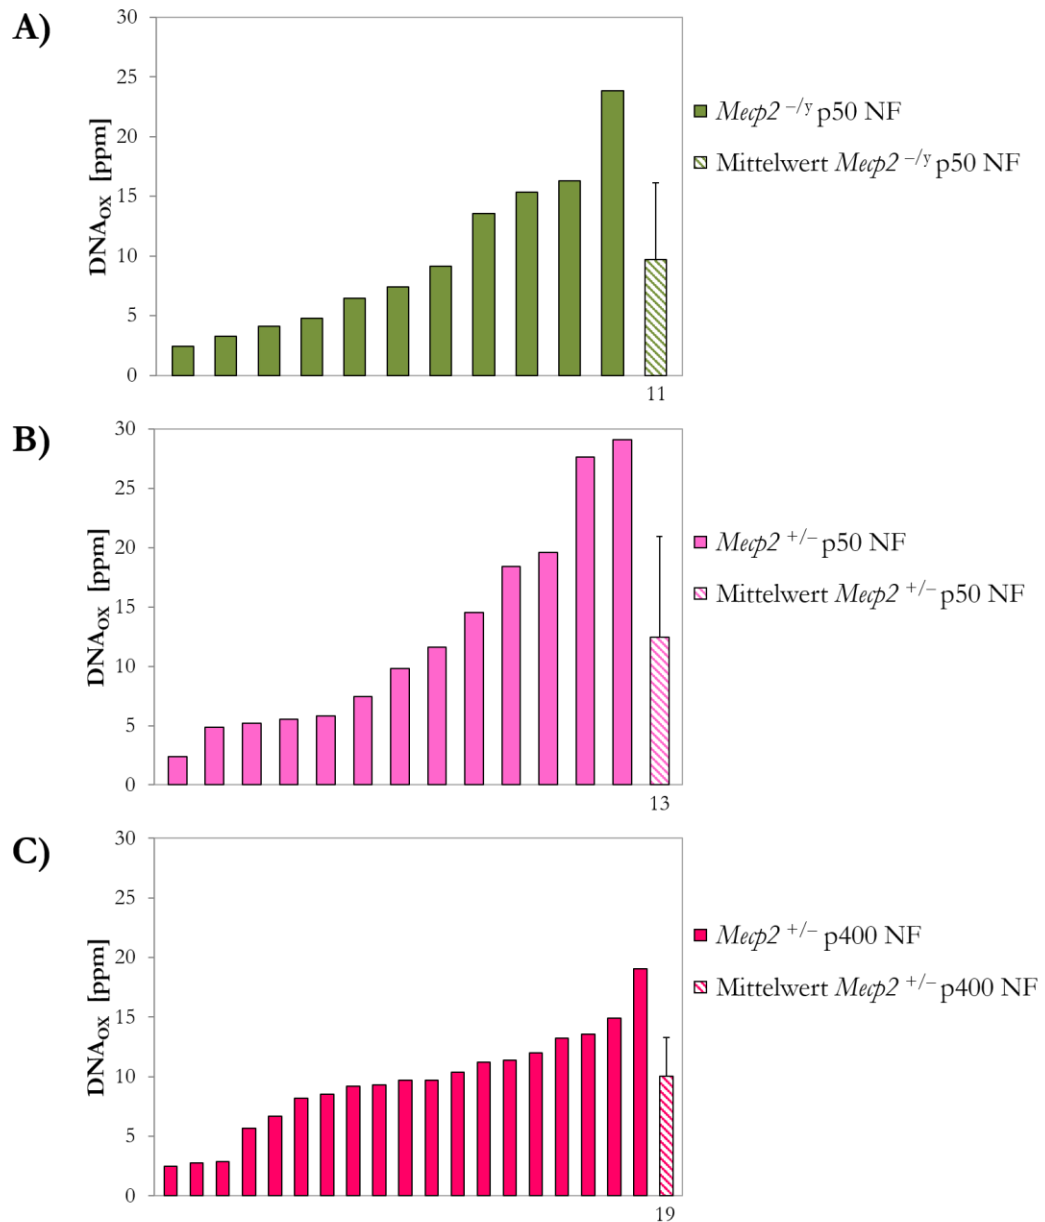 A)
30
25
20
15
10
5
0
DNAOX [ppm]
11
Mecp2 −/y p50 NF
Mittelwert Mecp2 −/y p50 NF
B)
30
25
20
15
10
5
0
DNAOX [ppm]
13
Mecp2 +/− p50 NF
Mittelwert Mecp2 +/− p50 NF
C)
30
25
20
15
10
5
0
DNAOX [ppm]
19
Mecp2 +/− p400 NF
Mittelwert Mecp2 +/− p400 NF